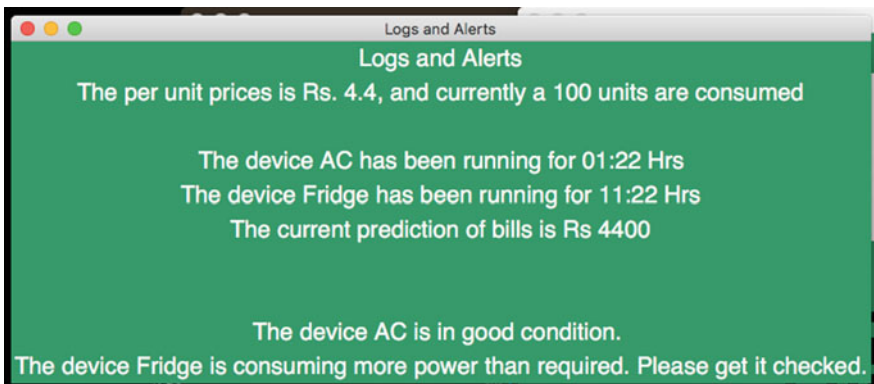 Logs and Alerts
Logs and Alerts
The per unit prices is Rs. 4.4, and currently a 100 units are consumed
The device AC has been running for 01:22 Hrs
The device Fridge has been running for 11:22 Hrs
The current prediction of bills is Rs 4400
The device AC is in good condition.
The device Fridge is consuming more power than required. Please get it checked.